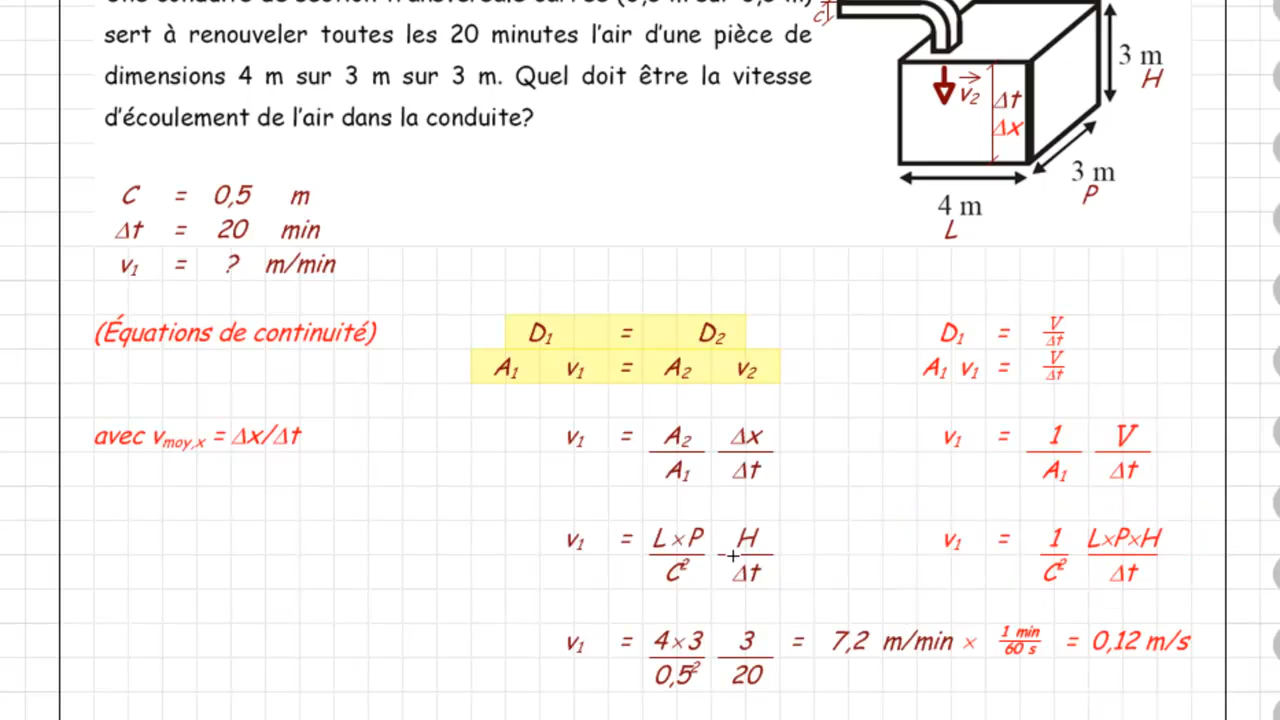 sert à renouveler toutes les 20 minutes l'air d'une pièce de
dimensions 4 m sur 3 m sur 3 m. Quel doit être la vitesse
d'écoulement de l'air dans la conduite?
C
3 m
H
v₂
Δt
Δx
3 m
P
4 m
L
C = 0,5 m
Δt = 20 min
v₁ = ? m/min
(Équations de continuité) D₁ = D₂ D₁ = V/Δt
A₁ v₁ = A₂ v₂ A₁ v₁ = V/Δt
avec vmoy,x = Δx/Δt v₁ = A₂/A₁ Δx/Δt v₁ = 1/A₁ V/Δt
v₁ = L×P/C² H/Δt v₁ = 1/C² L×P×H/Δt
v₁ = 4×3/0,5² 3/20 = 7,2 m/min × 1 min/60 s = 0,12 m/s